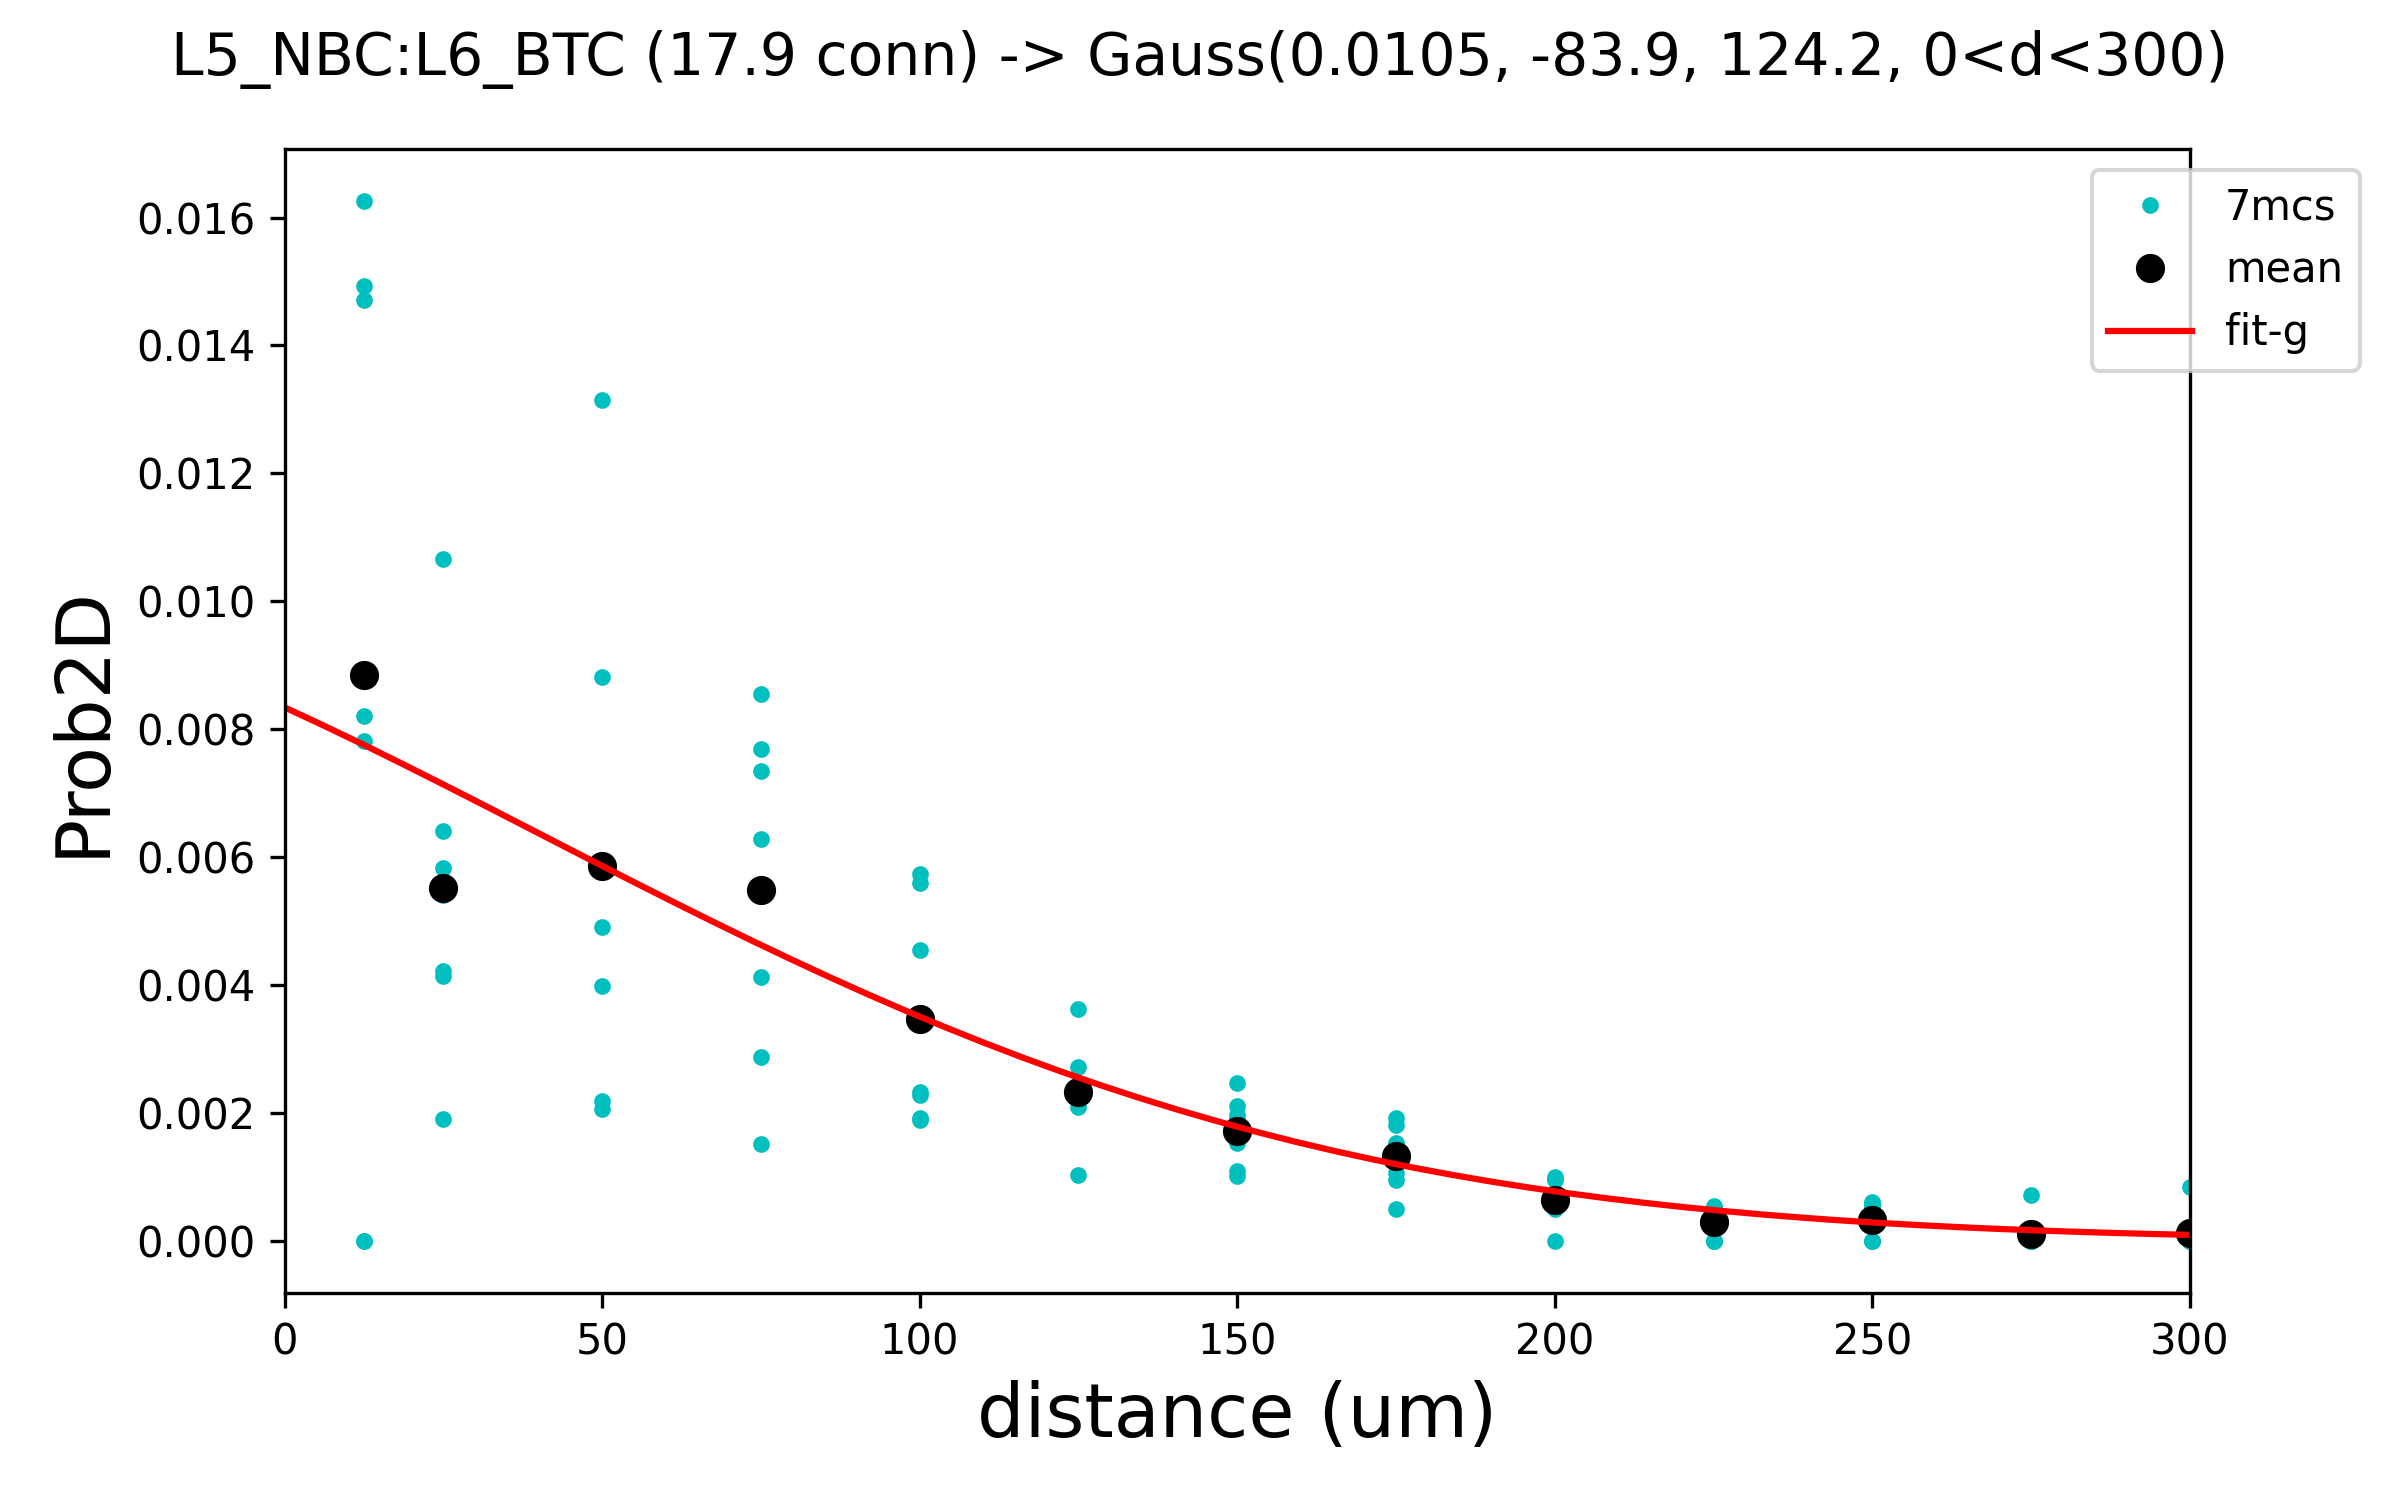 L5_NBC:L6_BTC (17.9 conn) -> Gauss(0.0105, -83.9, 124.2, 0<d<300)
7mcs
mean
fit-g
0.016
0.014
0.012
0.010
0.008
0.006
0.004
0.002
0.000
Prob2D
0 50 100 150 200 250 300
distance (um)